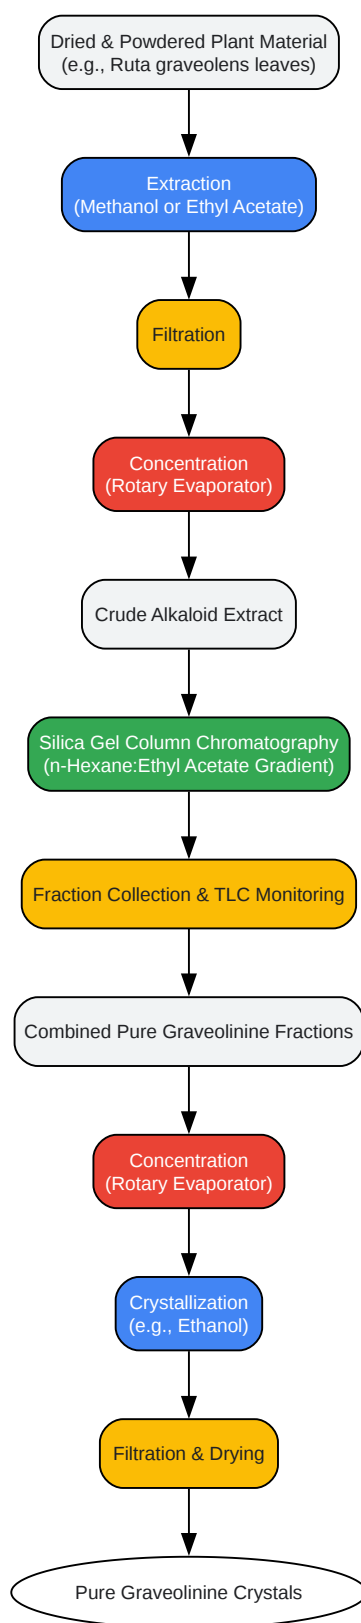 Dried & Powdered Plant Material
(e.g., Ruta graveolens leaves)
Extraction
(Methanol or Ethyl Acetate)
Filtration
Concentration
(Rotary Evaporator)
Crude Alkaloid Extract
Silica Gel Column Chromatography
(n-Hexane:Ethyl Acetate Gradient)
Fraction Collection & TLC Monitoring
Combined Pure Graveolinine Fractions
Concentration
(Rotary Evaporator)
Crystallization
(e.g., Ethanol)
Filtration & Drying
Pure Graveolinine Crystals